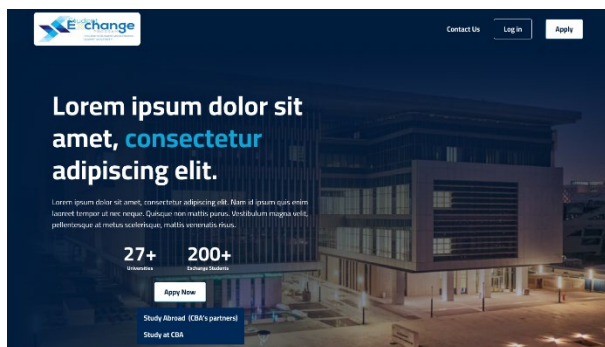 Student
Exchange
Contact Us
Log in
Apply
Lorem ipsum dolor sit
amet, consectetur
adipiscing elit.
Lorem ipsum dolor sit amet, consectetur adipiscing elit. Nam id ipsum quis enim
laoreet tempor ut nec neque. Quisque non mattis purus. Vestibulum magna velit,
pellentesque at metus scelerisque, mattis venenatis risus.
27+
200+
Universities
Exchange Students
Appy Now
Study Abroad (CBA's partners)
Study at CBA